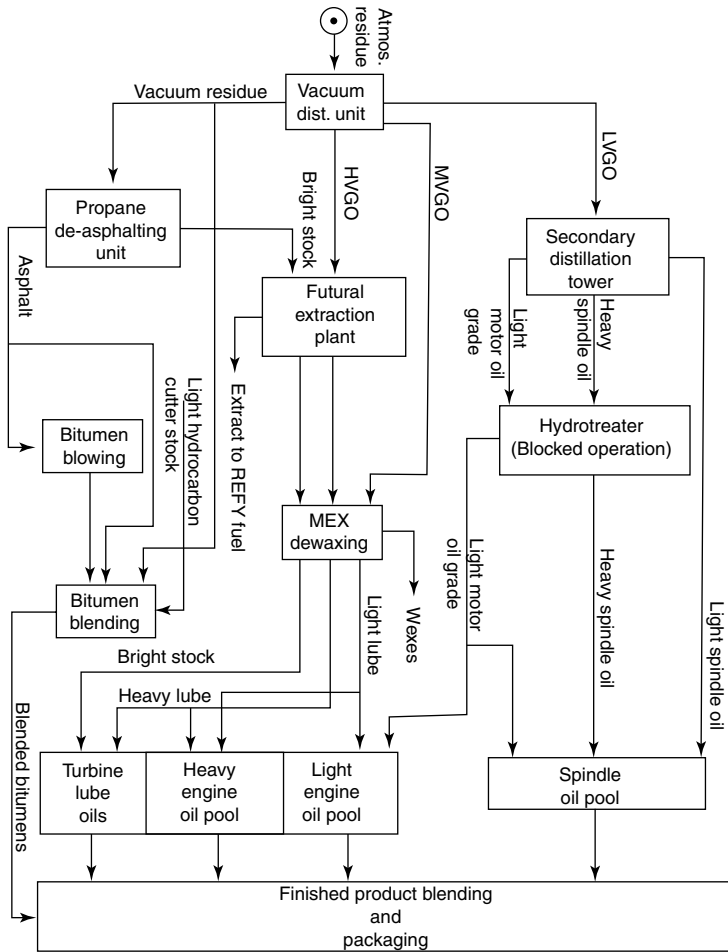 Atmos.
residue
Vacuum
dist. unit
Vacuum residue
HVGO
Bright stock
MVGO
LVGO
Propane
de-asphalting
unit
Asphalt
Futural
extraction
plant
Secondary
distillation
tower
Light
motor oil
grade
Heavy
spindle oil
Light hydrocarbon
cutter stock
Extract to REFY fuel
Bitumen
blowing
Hydrotreater
(Blocked operation)
MEX
dewaxing
Wexes
Light lube
Light motor
oil grade
Heavy spindle oil
Light spindle oil
Bitumen
blending
Bright stock
Heavy lube
Blended bitumens
Turbine
lube
oils
Heavy
engine
oil pool
Light
engine
oil pool
Spindle
oil pool
Finished product blending
and
packaging